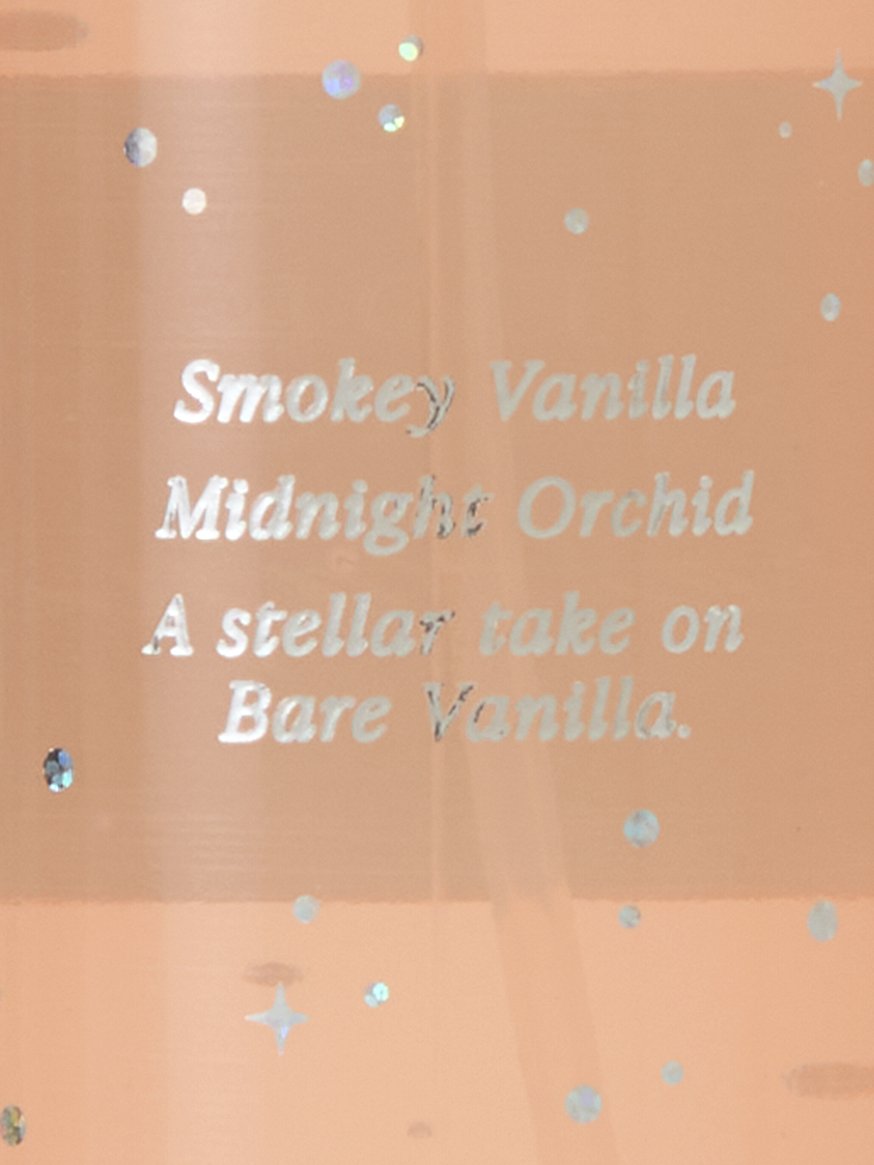 Smokey Vanilla
Midnight Orchid
A stellar take on
Bare Vanilla.